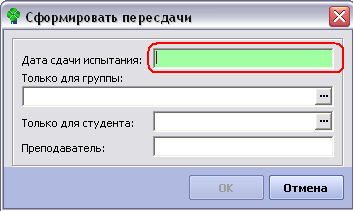 Сформировать пересдачи
Дата сдачи испытания:
Только для группы:
...
Только для студента:
...
Преподаватель:
OK
Отмена